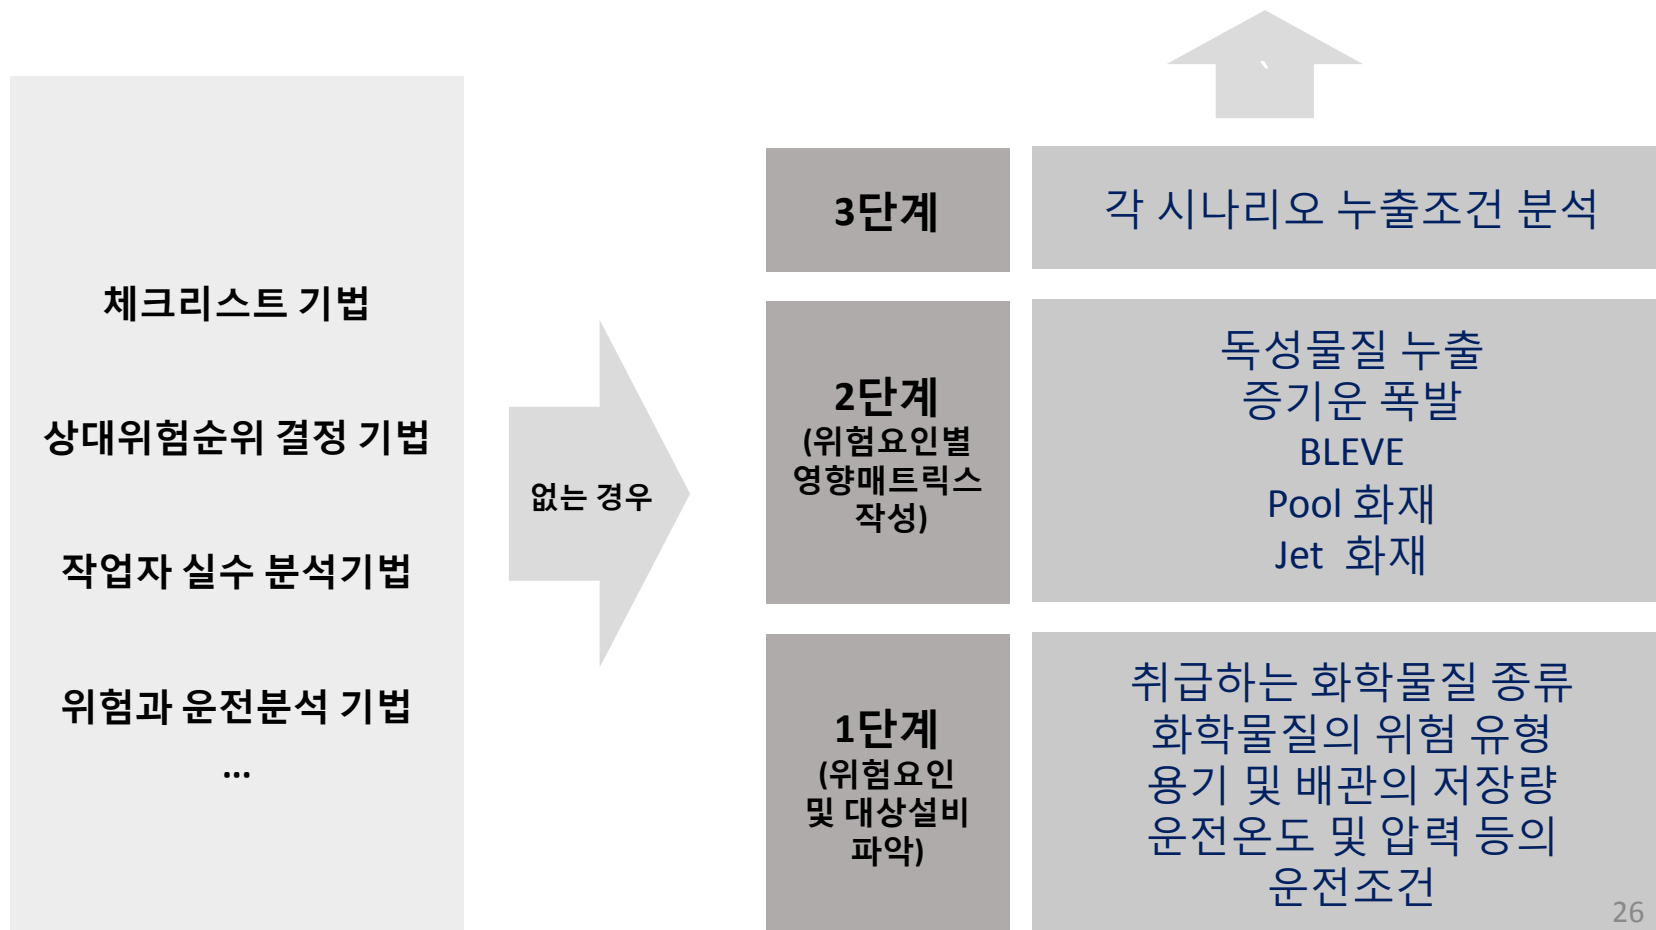 체크리스트 기법
상대위험순위 결정 기법
작업자 실수 분석기법
위험과 운전분석 기법
...
없는 경우
`
3단계
각 시나리오 누출조건 분석
2단계
(위험요인별
영향매트릭스
작성)
독성물질 누출
증기운 폭발
BLEVE
Pool 화재
Jet 화재
1단계
(위험요인
및 대상설비
파악)
취급하는 화학물질 종류
화학물질의 위험 유형
용기 및 배관의 저장량
운전온도 및 압력 등의
운전조건
26